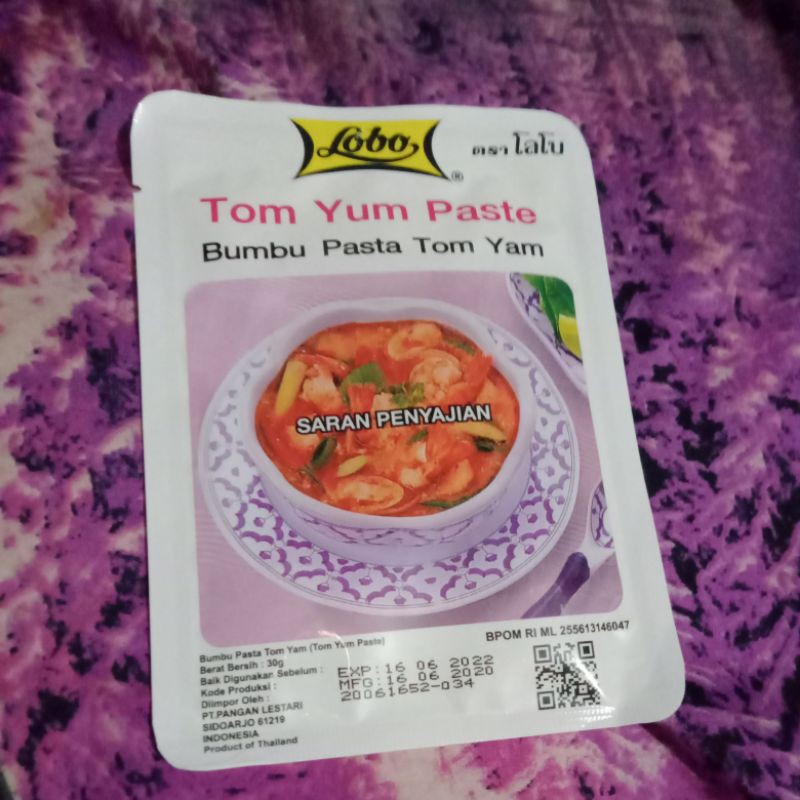 Lobo
®
ตรา โลโบ
Tom Yum Paste
Bumbu Pasta Tom Yam
SARAN PENYAJIAN
BPOM RI ML 255613146047
Bumbu Pasta Tom Yam (Tom Yum Paste)
Berat Bersih : 30g
Baik Digunakan Sebelum : EXP:16 06 2022
Kode Produksi : MFG:16 06 2020
20061652-034
Diimpor Oleh :
PT.PANGAN LESTARI
SIDOARJO 61219
INDONESIA
Product of Thailand